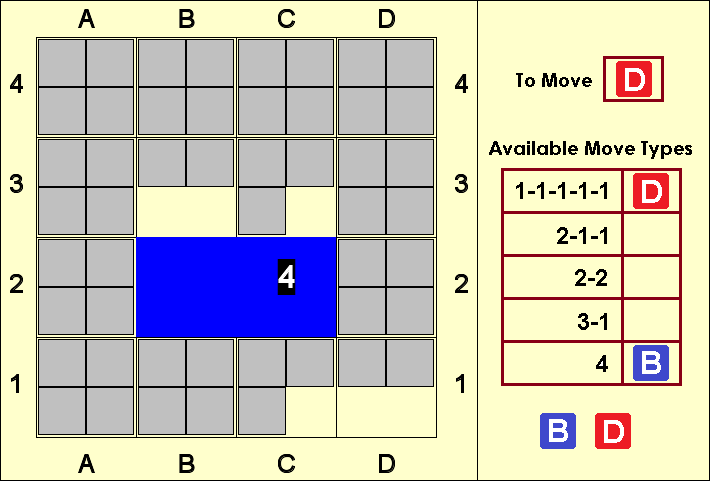 A B C D
4 4
To Move D
Available Move Types
3 3
1-1-1-1-1 D
2-1-1
2 4 2
2-2
3-1
4 B
1 1
B D
A B C D